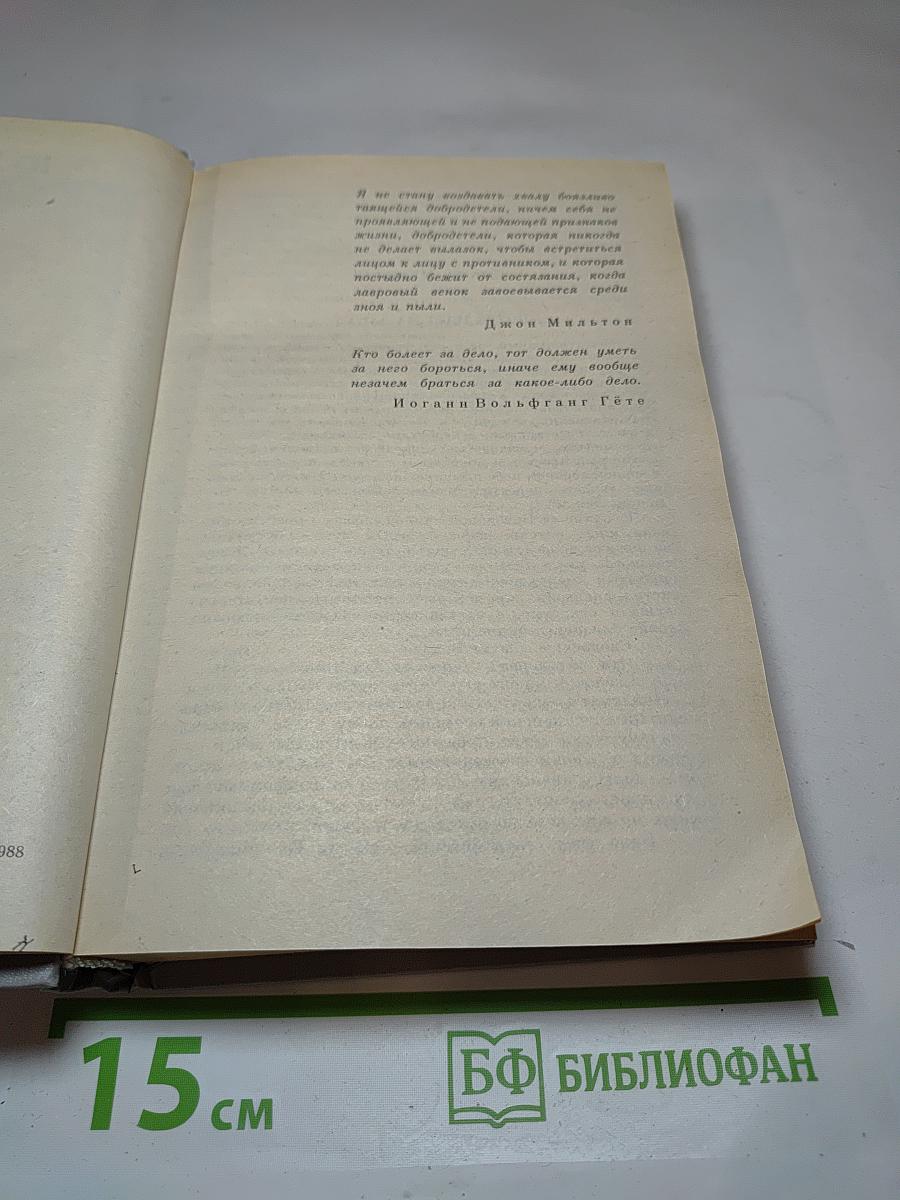 Я не стану воздавать хвалу боязливо
таящейся добродетели, ничем себя не
проявляющей и не подающей признаков
жизни, добродетели, которая никогда
не делает вылазок, чтобы встретиться
лицом к лицу с противником, и которая
постыдно бежит от состязания, когда
лавровый венок завоевывается среди
зноя и пыли.
Джон Мильтон
Кто болеет за дело, тот должен уметь
за него бороться, иначе ему вообще
незачем браться за какое-либо дело.
Иоганн Вольфганг Гёте
988
15 см
БФ БИБЛИОФАН